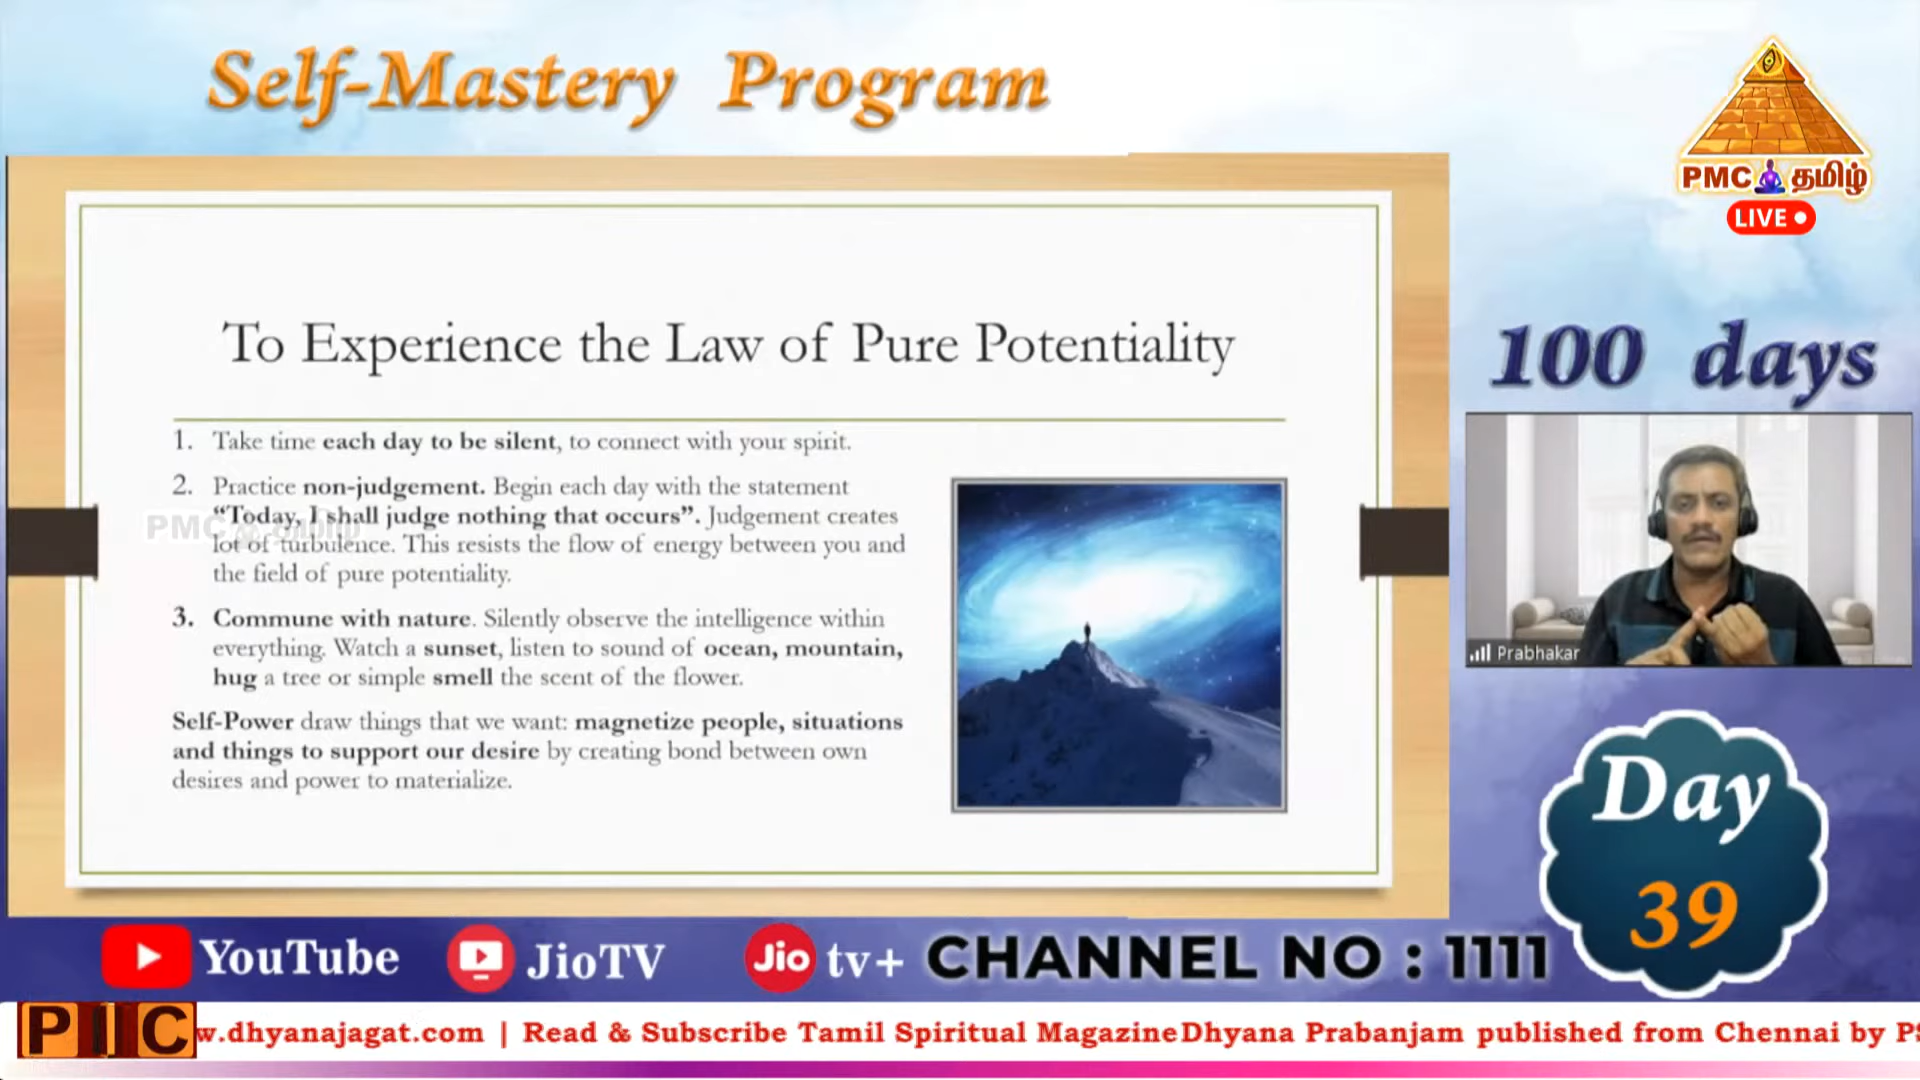 Self-Mastery Program
PMC தமிழ்
LIVE
To Experience the Law of Pure Potentiality
1. Take time each day to be silent, to connect with your spirit.
2. Practice non-judgement. Begin each day with the statement
“Today, I shall judge nothing that occurs”. Judgement creates
lot of turbulence. This resists the flow of energy between you and
the field of pure potentiality.
3. Commune with nature. Silently observe the intelligence within
everything. Watch a sunset, listen to sound of ocean, mountain,
hug a tree or simple smell the scent of the flower.
Self-Power draw things that we want: magnetize people, situations
and things to support our desire by creating bond between own
desires and power to materialize.
PMC தமிழ்
100 days
Prabhakar
Day
39
YouTube JioTV Jio tv+ CHANNEL NO : 1111
w.dhyanajagat.com | Read & Subscribe Tamil Spiritual Magazine Dhyana Prabanjam published from Chennai by